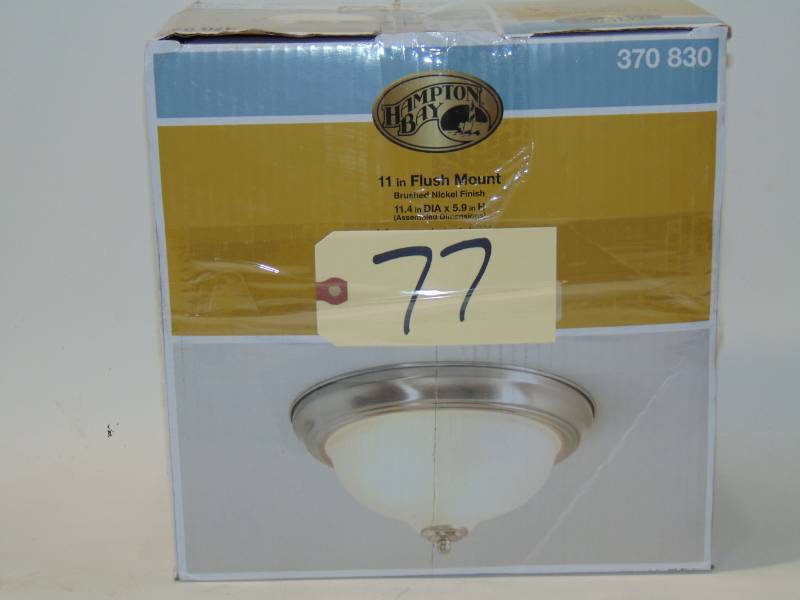 370 830
HAMPTON
BAY
11 in Flush Mount
Brushed Nickel Finish
11.4 in DIA x 5.9 in H
(Assembled Dimensions)
77